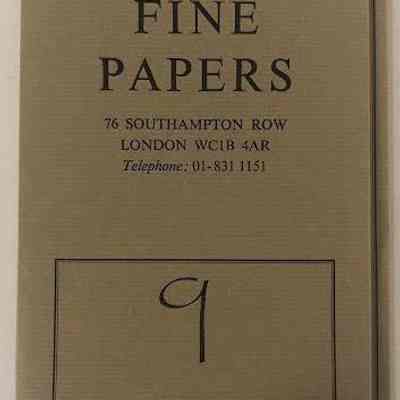 FINE
PAPERS
76 SOUTHAMPTON ROW
LONDON WC1B 4AR
Telephone: 01-831 1151
9